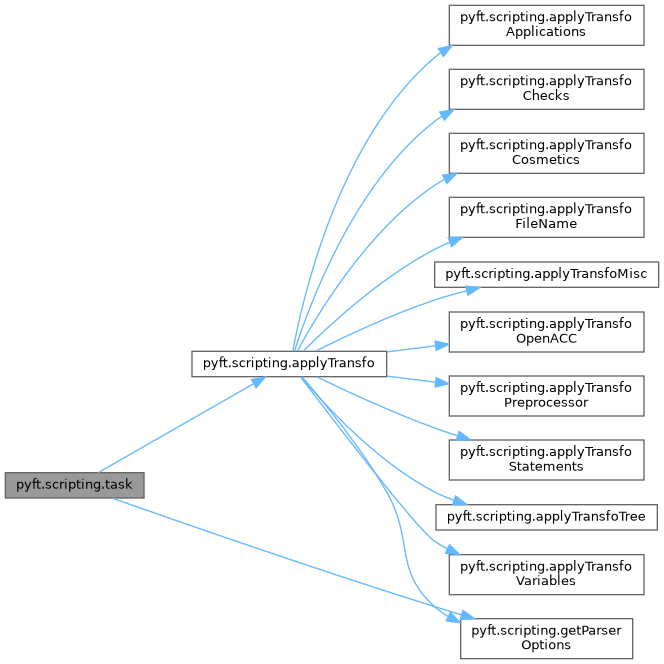 pyft.scripting.task
pyft.scripting.applyTransfo
pyft.scripting.applyTransfo
Applications
pyft.scripting.applyTransfo
Checks
pyft.scripting.applyTransfo
Cosmetics
pyft.scripting.applyTransfo
FileName
pyft.scripting.applyTransfoMisc
pyft.scripting.applyTransfo
OpenACC
pyft.scripting.applyTransfo
Preprocessor
pyft.scripting.applyTransfo
Statements
pyft.scripting.applyTransfoTree
pyft.scripting.applyTransfo
Variables
pyft.scripting.getParser
Options